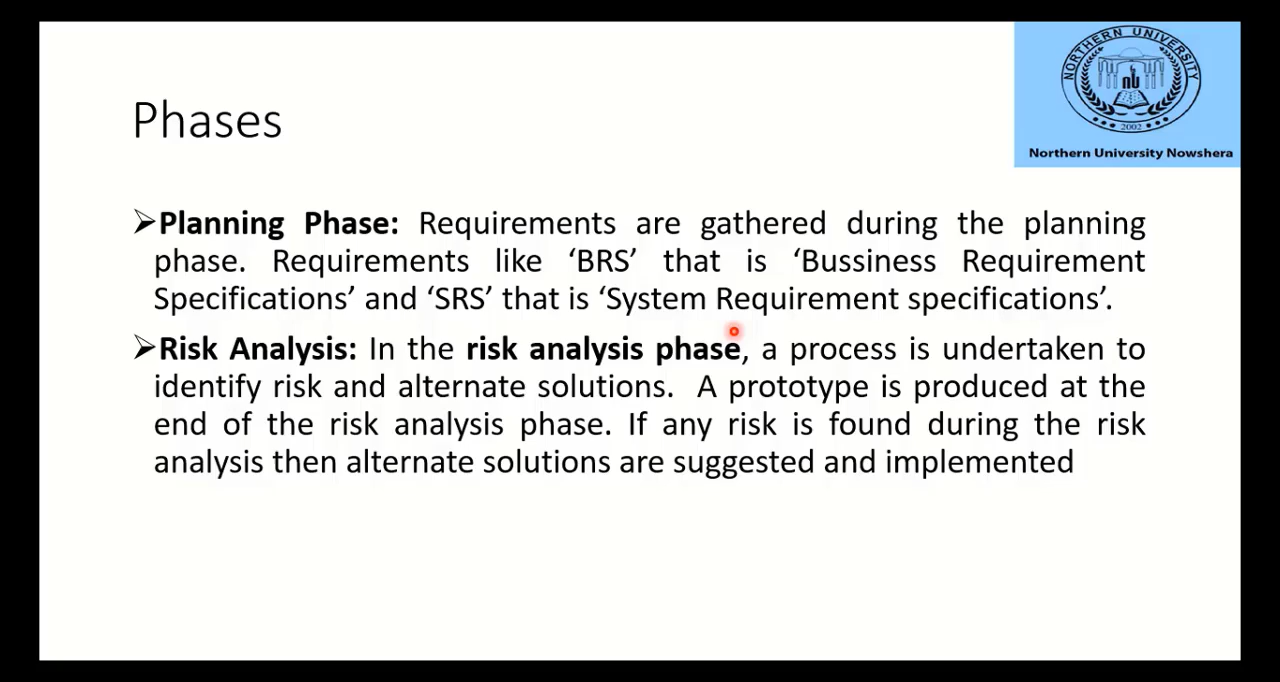 NORTHERN UNIVERSITY
nu
2002
Northern University Nowshera
Phases
➢Planning Phase: Requirements are gathered during the planning
phase. Requirements like ‘BRS’ that is ‘Bussiness Requirement
Specifications’ and ‘SRS’ that is ‘System Requirement specifications’.
➢Risk Analysis: In the risk analysis phase, a process is undertaken to
identify risk and alternate solutions. A prototype is produced at the
end of the risk analysis phase. If any risk is found during the risk
analysis then alternate solutions are suggested and implemented